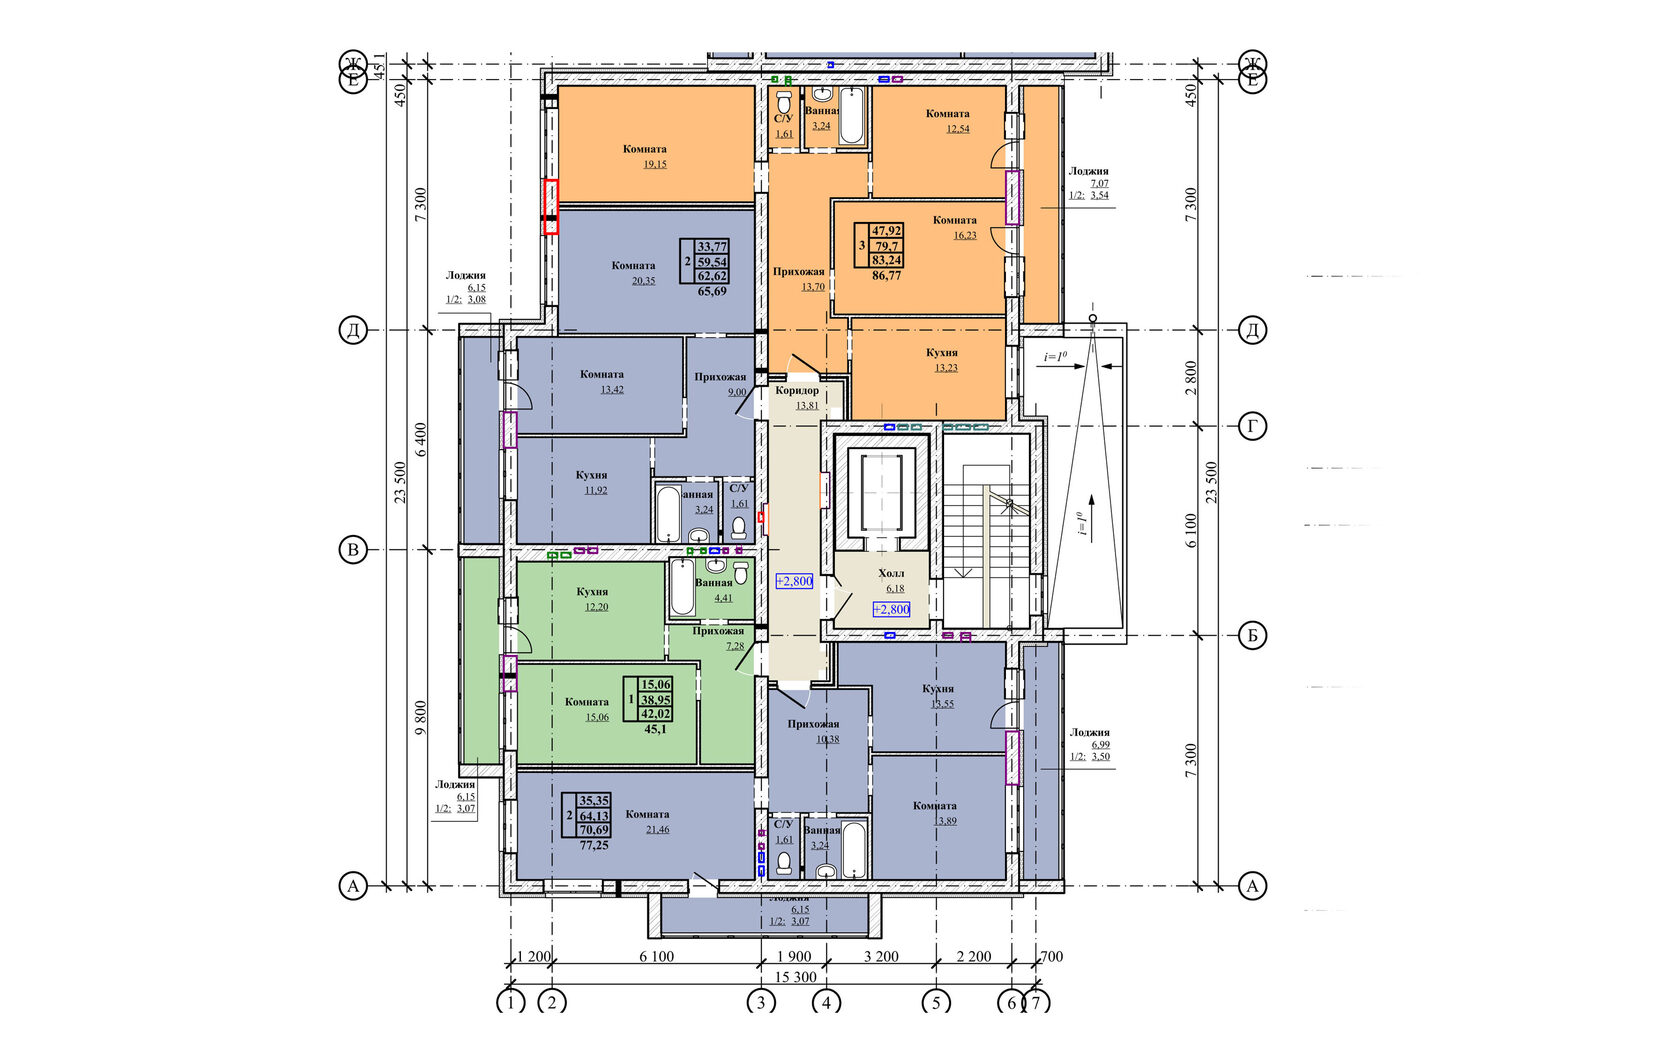 Ж
Е
Ж
Е
450
450
Комната
19,15
С/У
1,61
Ванная
3,24
Комната
12,54
Лоджия
7,07
1/2: 3,54
7 300
7 300
Комната
20,35
2
33,77
59,54
62,62
65,69
Прихожая
13,70
Комната
16,23
3
47,92
79,7
83,24
86,77
Лоджия
6,15
1/2: 3,08
Д
Д
Комната
13,42
Прихожая
9,00
Кухня
13,23
i=1⁰
2 800
Коридор
13,81
Г
Г
6 400
23 500
23 500
Кухня
11,92
анная
3,24
С/У
1,61
i=1⁰
6 100
В
Кухня
12,20
Ванная
4,41
+2,800
Холл
6,18
+2,800
Прихожая
7,28
Б
Комната
15,06
1
15,06
38,95
42,02
45,1
Кухня
13,55
9 800
Прихожая
10,38
Лоджия
6,99
1/2: 3,50
7 300
Лоджия
6,15
1/2: 3,07
2
35,35
64,13
70,69
77,25
Комната
21,46
С/У
1,61
Ванная
3,24
Комната
13,89
А
А
Лоджия
6,15
1/2: 3,07
1 200
6 100
1 900
3 200
2 200
700
15 300
1
2
3
4
5
6
7